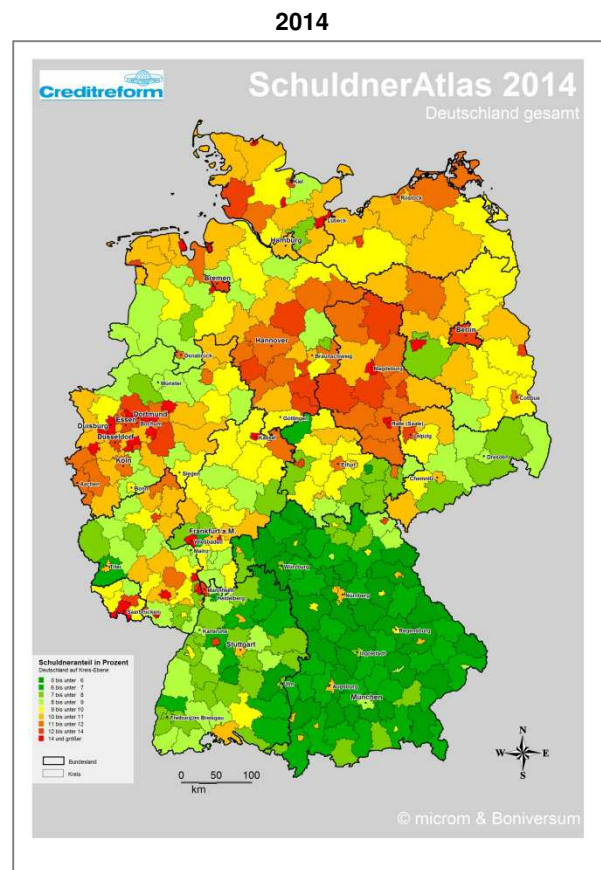 2014
Creditreform
SchuldnerAtlas 2014
Deutschland gesamt
Kiel
Rostock
Lübeck
Hamburg
Bremen
Berlin
Hannover
Braunschweig
Osnabrück
Magdeburg
Münster
Cottbus
Göttingen
Dortmund
Essen
Bochum
Duisburg
Halle (Saale)
Leipzig
Düsseldorf
Kassel
Köln
Dresden
Erfurt
Chemnitz
Siegen
Aachen
Bonn
Frankfurt a.M.
Wiesbaden
Mainz
Trier
Würzburg
Mannheim
Heidelberg
Nürnberg
Saarbrücken
Regensburg
Karlsruhe
Stuttgart
Ingolstadt
Ulm
Augsburg
München
Freiburg im Breisgau
Schuldneranteil in Prozent
Deutschland auf Kreis-Ebene
0 bis unter 6
6 bis unter 7
7 bis unter 8
8 bis unter 9
9 bis unter 10
10 bis unter 11
11 bis unter 12
12 bis unter 14
14 und größer
Bundesland
Kreis
0 50 100
km
N
W E
S
© microm & Boniversum